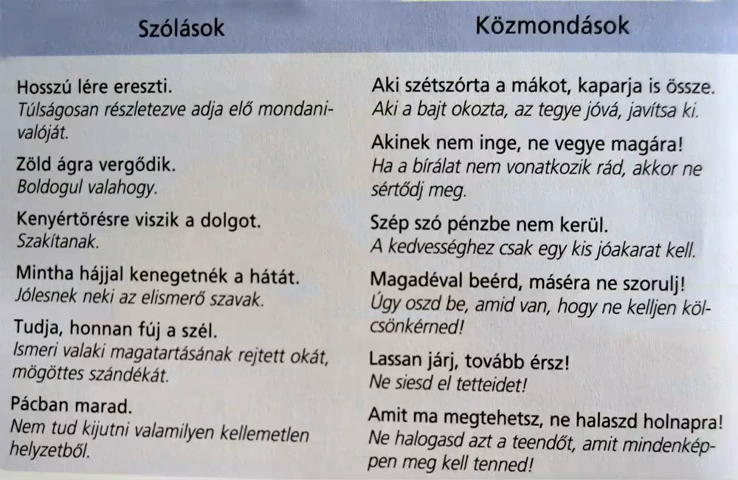 Szólások
Hosszú lére ereszti.
Túlságosan részletezve adja elő mondani-
valóját.
Zöld ágra vergődik.
Boldogul valahogy.
Kenyértörésre viszik a dolgot.
Szakítanak.
Mintha hájjal kenegetnék a hátát.
Jólesnek neki az elismerő szavak.
Tudja, honnan fúj a szél.
Ismeri valaki magatartásának rejtett okát,
mögöttes szándékát.
Pácban marad.
Nem tud kijutni valamilyen kellemetlen
helyzetből.
Közmondások
Aki szétszórta a mákot, kaparja is össze.
Aki a bajt okozta, az tegye jóvá, javítsa ki.
Akinek nem inge, ne vegye magára!
Ha a bírálat nem vonatkozik rád, akkor ne
sértődj meg.
Szép szó pénzbe nem kerül.
A kedvességhez csak egy kis jóakarat kell.
Magadéval beérd, máséra ne szorulj!
Úgy oszd be, amid van, hogy ne kelljen köl-
csönkérned!
Lassan járj, tovább érsz!
Ne siesd el tetteidet!
Amit ma megtehetsz, ne halaszd holnapra!
Ne halogasd azt a teendőt, amit mindenkép-
pen meg kell tenned!